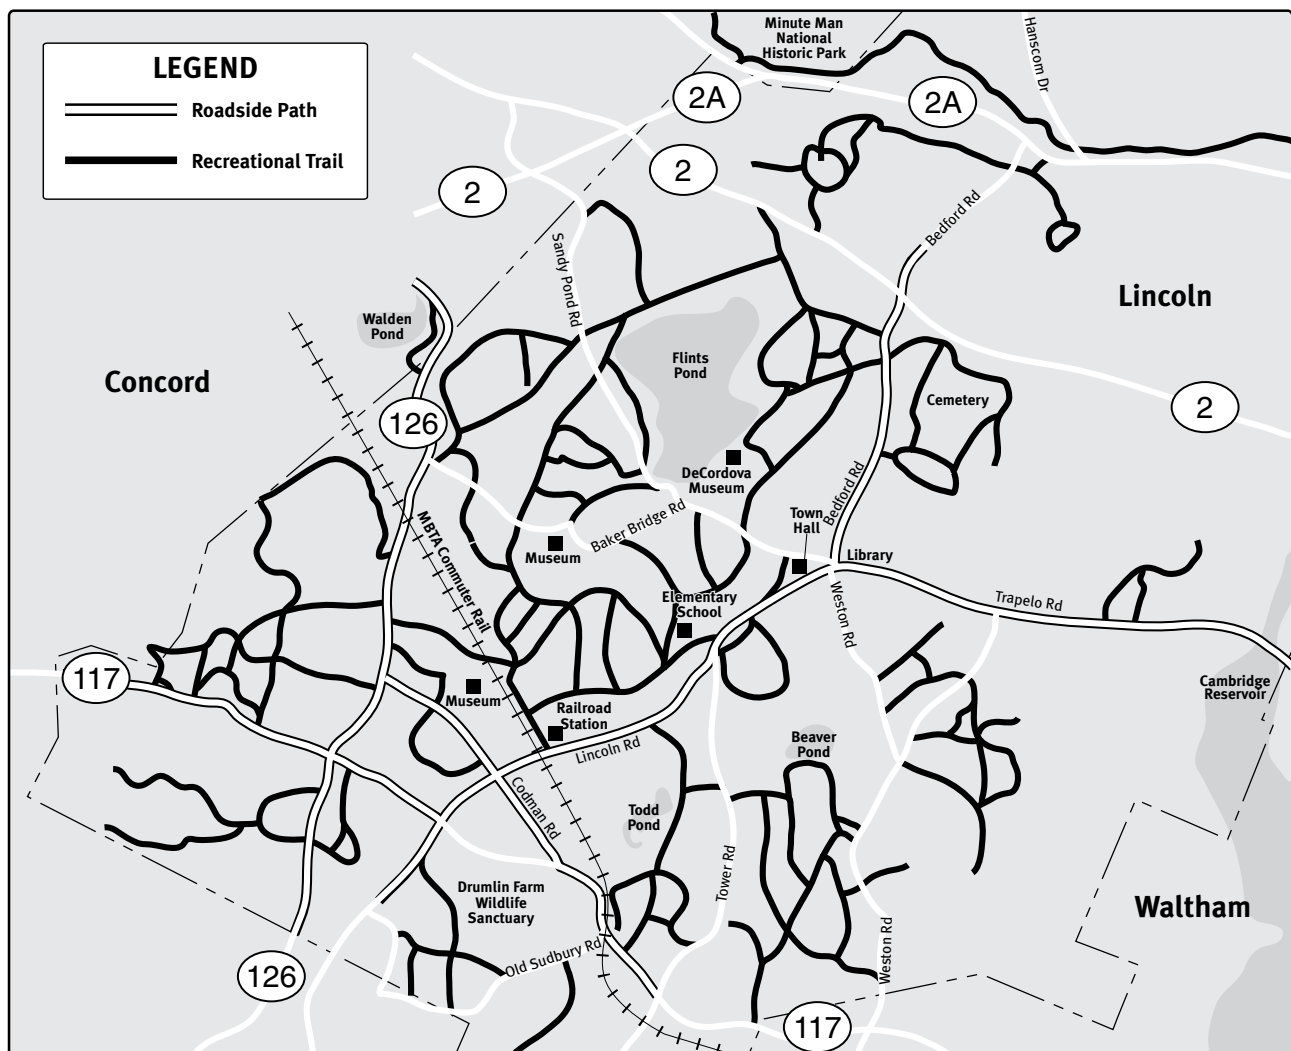 LEGEND
Roadside Path
Recreational Trail
Minute Man
National
Historic Park
Hanscom Dr
2A
2A
2
2
Bedford Rd
Sandy Pond Rd
Lincoln
Walden
Pond
Concord
Flints
Pond
126
Cemetery
2
DeCordova
Museum
Bedford Rd
Town
Hall
MBTA Commuter Rail
Baker Bridge Rd
Museum
Library
Elementary
School
Weston Rd
Trapelo Rd
117
Museum
Cambridge
Reservoir
Railroad
Station
Lincoln Rd
Beaver
Pond
Codman Rd
Todd
Pond
Tower Rd
Drumlin Farm
Wildlife
Sanctuary
Waltham
Old Sudbury Rd
Weston Rd
126
117